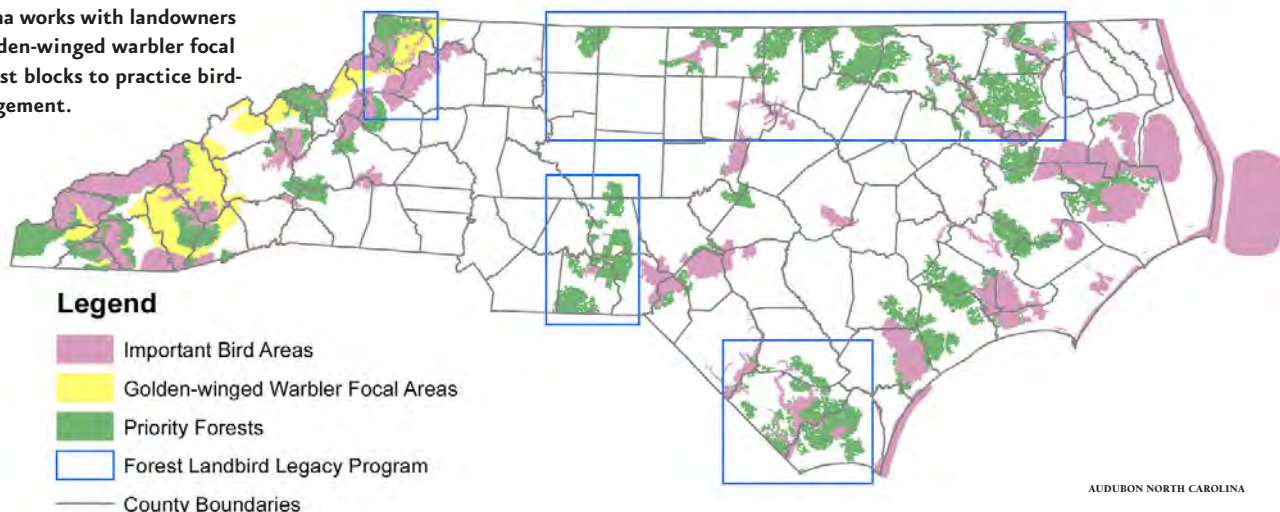 na works with landowners
den-winged warbler focal
st blocks to practice bird-
gement.
Legend
Important Bird Areas
Golden-winged Warbler Focal Areas
Priority Forests
Forest Landbird Legacy Program
County Boundaries
AUDUBON NORTH CAROLINA